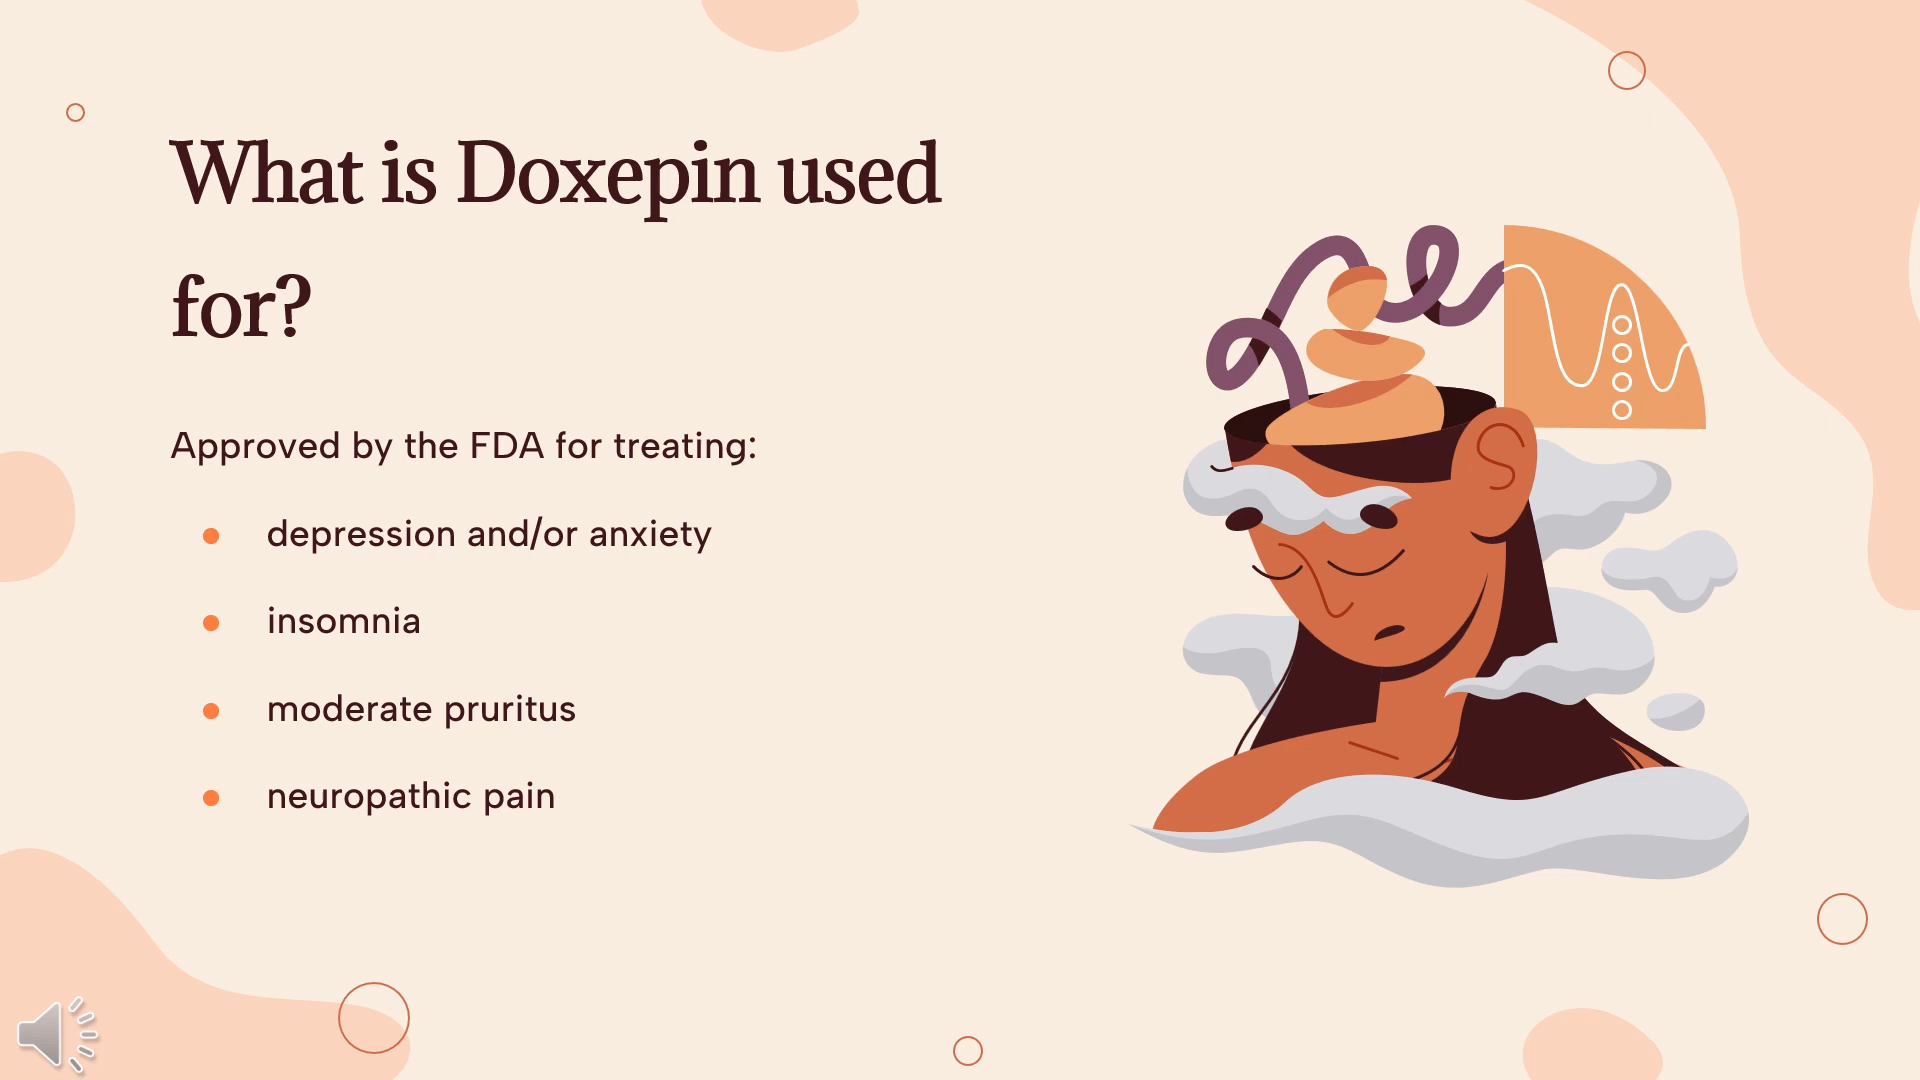 What is Doxepin used
for?
Approved by the FDA for treating:
depression and/or anxiety
insomnia
moderate pruritus
neuropathic pain